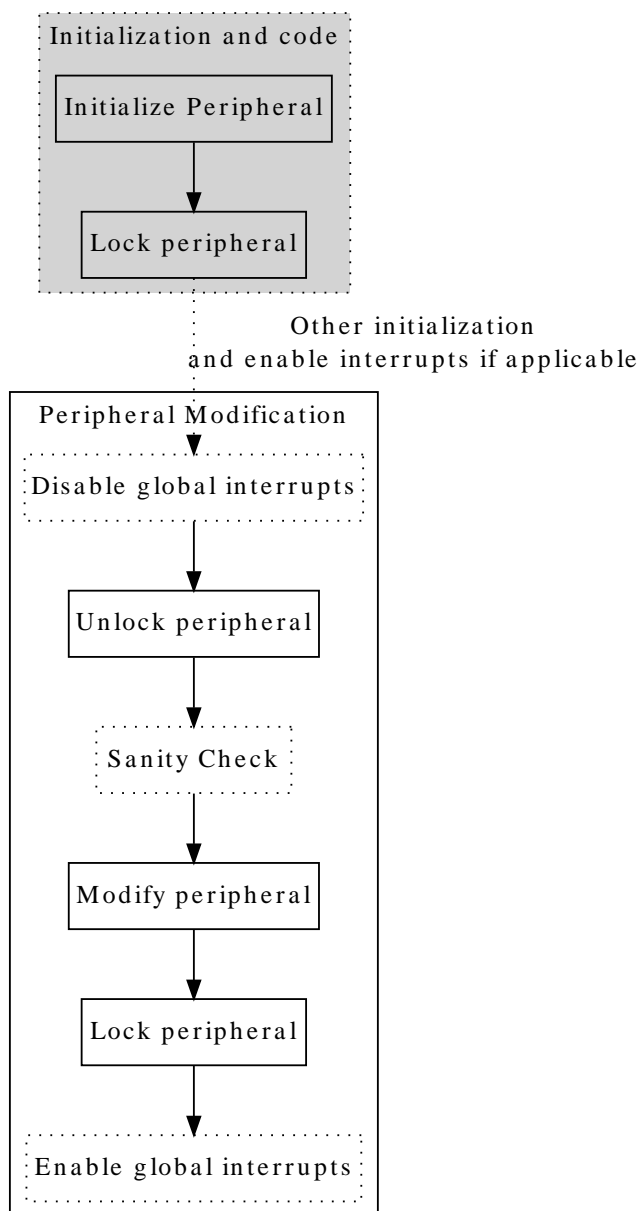 Initialization and code
Initialize Peripheral
Lock peripheral
Other initialization
and enable interrupts if applicable
Peripheral Modification
Disable global interrupts
Unlock peripheral
Sanity Check
Modify peripheral
Lock peripheral
Enable global interrupts